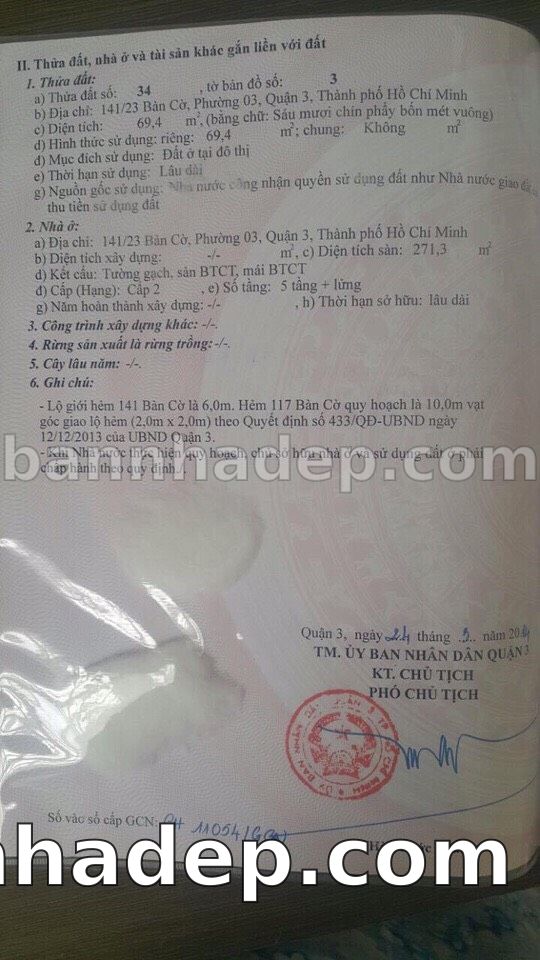 II. Thửa đất, nhà ở và tài sản khác gắn liền với đất
1. Thửa đất:
a) Thửa đất số: 34 , tờ bản đồ số: 3
b) Địa chỉ: 141/23 Bàn Cờ, Phường 03, Quận 3, Thành phố Hồ Chí Minh
c) Diện tích: 69,4 m², (bằng chữ: Sáu mươi chín phẩy bốn mét vuông)
d) Hình thức sử dụng: riêng: 69,4 m²; chung: Không m²
đ) Mục đích sử dụng: Đất ở tại đô thị
e) Thời hạn sử dụng: Lâu dài
g) Nguồn gốc sử dụng: Nhà nước công nhận quyền sử dụng đất như Nhà nước giao đất có
thu tiền sử dụng đất
2. Nhà ở:
a) Địa chỉ: 141/23 Bàn Cờ, Phường 03, Quận 3, Thành phố Hồ Chí Minh
b) Diện tích xây dựng: -/- m², c) Diện tích sàn: 271,3 m²
d) Kết cấu: Tường gạch, sàn BTCT, mái BTCT
đ) Cấp (Hạng): Cấp 2 , e) Số tầng: 5 tầng + lửng
g) Năm hoàn thành xây dựng: -/- , h) Thời hạn sở hữu: lâu dài
3. Công trình xây dựng khác: -/-.
4. Rừng sản xuất là rừng trồng: -/-.
5. Cây lâu năm: -/-.
6. Ghi chú:
- Lộ giới hẻm 141 Bàn Cờ là 6,0m. Hẻm 117 Bàn Cờ quy hoạch là 10,0m vạt
góc giao lộ hẻm (2,0m x 2,0m) theo Quyết định số 433/QĐ-UBND ngày
12/12/2013 của UBND Quận 3.
- Khi Nhà nước thực hiện quy hoạch, chủ sở hữu nhà ở và sử dụng đất ở phải
chấp hành theo quy định./.
bannhadep.com
Quận 3, ngày 24 tháng 3 năm 20
TM. ỦY BAN NHÂN DÂN QUẬN 3
KT. CHỦ TỊCH
PHÓ CHỦ TỊCH
Số vào sổ cấp GCN: CH 11054
nhadep.com